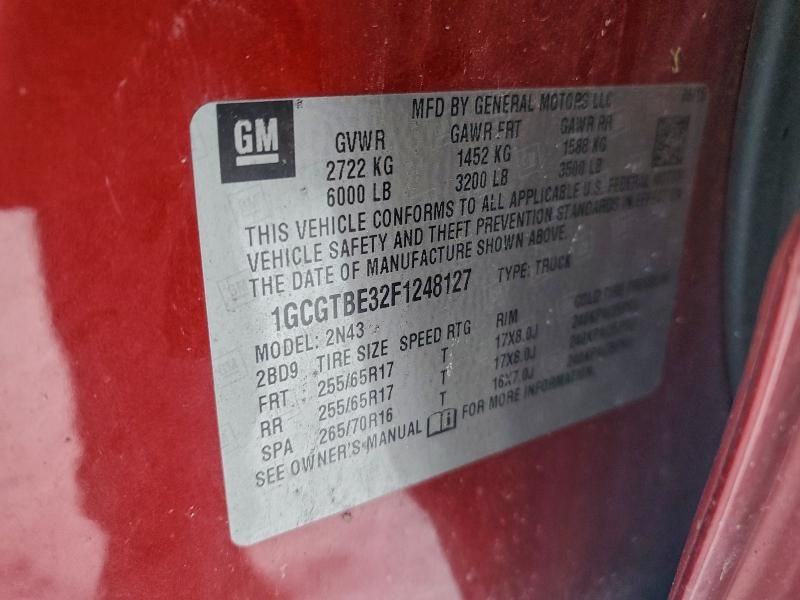 GM
MFD BY GENERAL MOTORS LLC
GVWR GAWR FRT GAWR RR
2722 KG 1452 KG 1588 KG
6000 LB 3200 LB 3500 LB
THIS VEHICLE CONFORMS TO ALL APPLICABLE U.S. FEDERAL MOTOR
VEHICLE SAFETY AND THEFT PREVENTION STANDARDS IN EFFECT ON
THE DATE OF MANUFACTURE SHOWN ABOVE.
1GCGTBE32F1248127 TYPE: TRUCK
MODEL: 2N43
2BD9 TIRE SIZE SPEED RTG RIM COLD TIRE
FRT 255/65R17 T 17X8.0J
RR 255/65R17 T 17X8.0J
SPA 265/70R16 T 16X7.0J
SEE OWNER'S MANUAL FOR MORE INFORMATION.